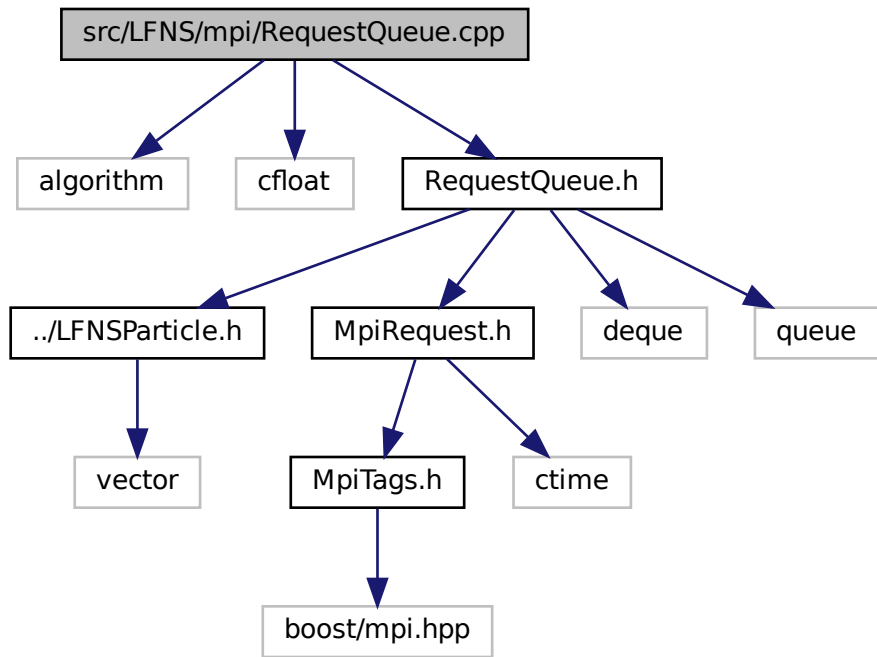 src/LFNS/mpi/RequestQueue.cpp
algorithm
cfloat
RequestQueue.h
../LFNSParticle.h
MpiRequest.h
deque
queue
vector
MpiTags.h
ctime
boost/mpi.hpp